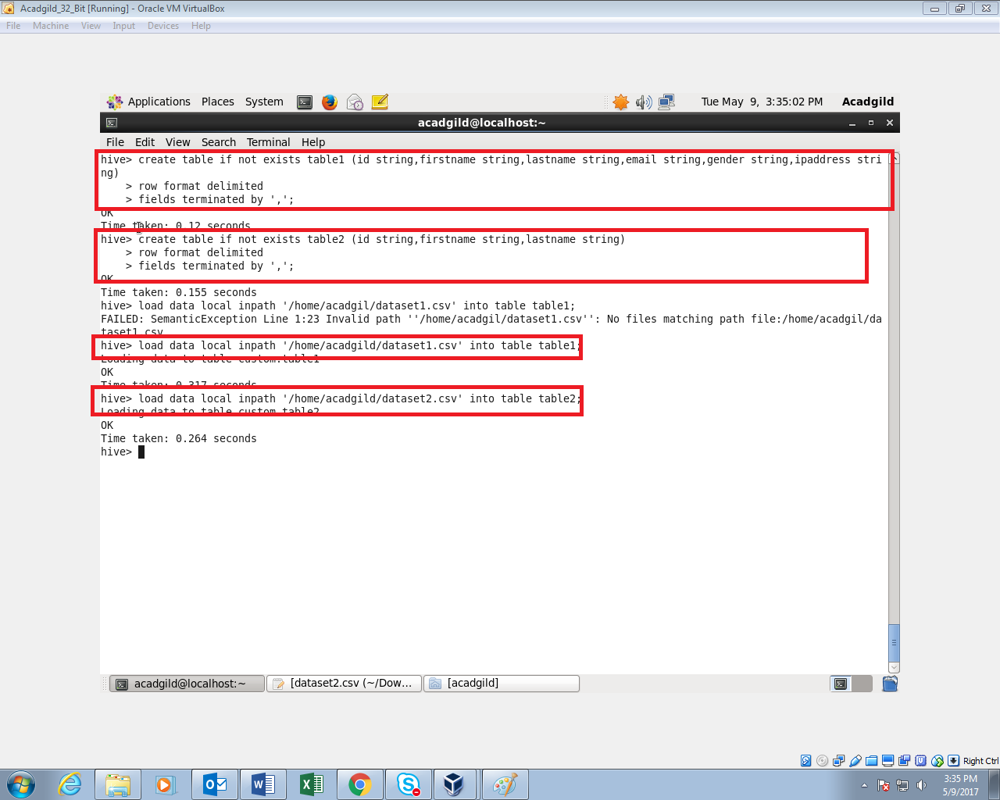 Acadgild_32_Bit [Running] - Oracle VM VirtualBox
File Machine View Input Devices Help
Applications Places System Tue May 9, 3:35:02 PM Acadgild
acadgild@localhost:~
File Edit View Search Terminal Help
hive> create table if not exists table1 (id string,firstname string,lastname string,email string,gender string,ipaddress stri
ng)
> row format delimited
> fields terminated by ',';
OK
Time taken: 0.12 seconds
hive> create table if not exists table2 (id string,firstname string,lastname string)
> row format delimited
> fields terminated by ',';
OK
Time taken: 0.155 seconds
hive> load data local inpath '/home/acadgil/dataset1.csv' into table table1;
FAILED: SemanticException Line 1:23 Invalid path ''/home/acadgil/dataset1.csv'': No files matching path file:/home/acadgil/da
taset1.csv
hive> load data local inpath '/home/acadgild/dataset1.csv' into table table1;
Loading data to table custom.table1
OK
Time taken: 0.317 seconds
hive> load data local inpath '/home/acadgild/dataset2.csv' into table table2;
Loading data to table custom.table2
OK
Time taken: 0.264 seconds
hive>
acadgild@localhost:~ [dataset2.csv (~/Dow... [acadgild]
Right Ctrl
3:35 PM
5/9/2017